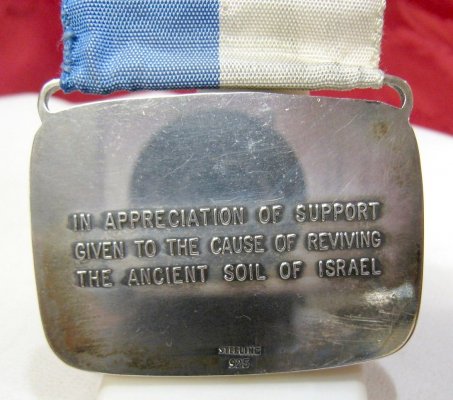 IN APPRECIATION OF SUPPORT
GIVEN TO THE CAUSE OF REVIVING
THE ANCIENT SOIL OF ISRAEL
STERLING
925